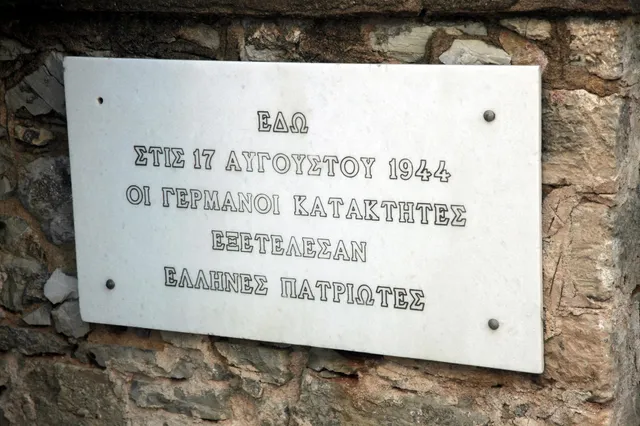 ΕΔΩ
ΣΤΙΣ 17 ΑΥΓΟΥΣΤΟΥ 1944
ΟΙ ΓΕΡΜΑΝΟΙ ΚΑΤΑΚΤΗΤΕΣ
ΕΞΕΤΕΛΕΣΑΝ
ΕΛΛΗΝΕΣ ΠΑΤΡΙΩΤΕΣ